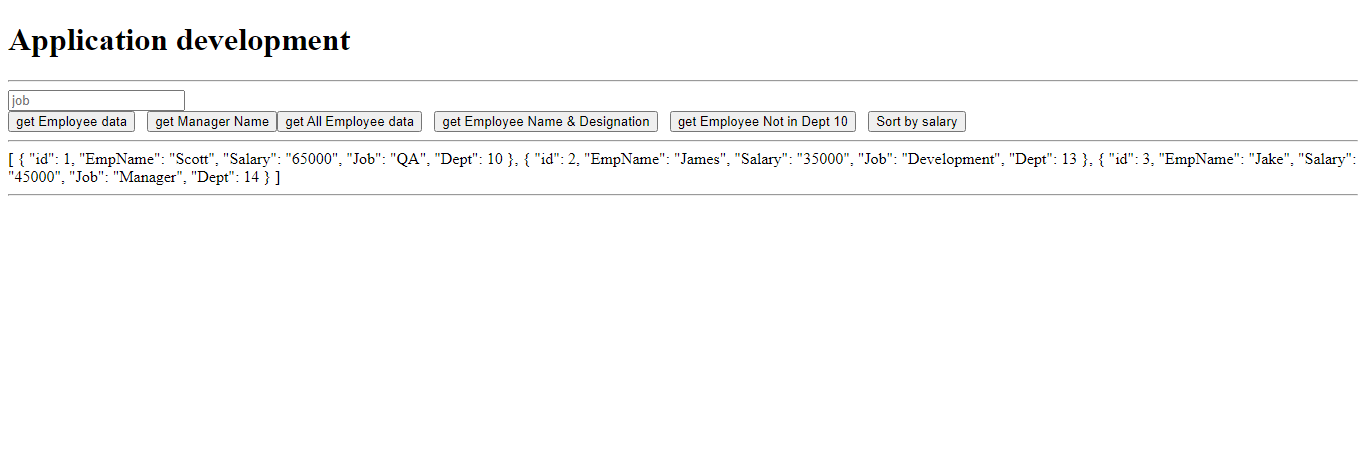 Application development
job
get Employee data get Manager Name get All Employee data get Employee Name & Designation get Employee Not in Dept 10 Sort by salary
[ { "id": 1, "EmpName": "Scott", "Salary": "65000", "Job": "QA", "Dept": 10 }, { "id": 2, "EmpName": "James", "Salary": "35000", "Job": "Development", "Dept": 13 }, { "id": 3, "EmpName": "Jake", "Salary":
"45000", "Job": "Manager", "Dept": 14 } ]